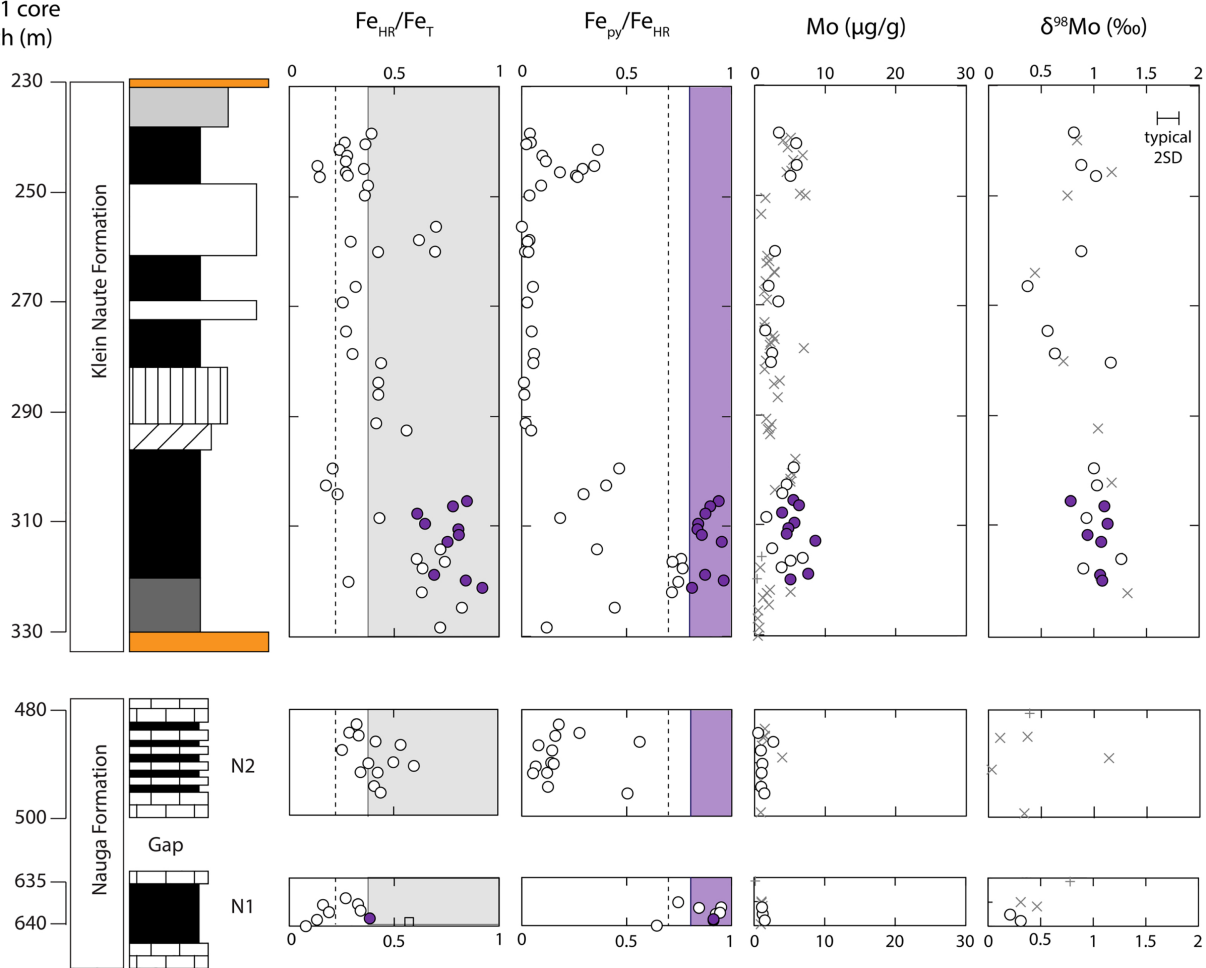 1 core
h (m)
Fe_HR/Fe_T
Fe_py/Fe_HR
Mo (µg/g)
δ⁹⁸Mo (‰)
0 0.5 1
0 0.5 1
0 10 20 30
0 0.5 1 1.5 2
230
250
270
290
310
330
Klein Naute Formation
typical
2SD
480
500
635
640
Nauga Formation
N2
Gap
N1
0 0.5 1
0 0.5 1
0 10 20 30
0 0.5 1 1.5 2